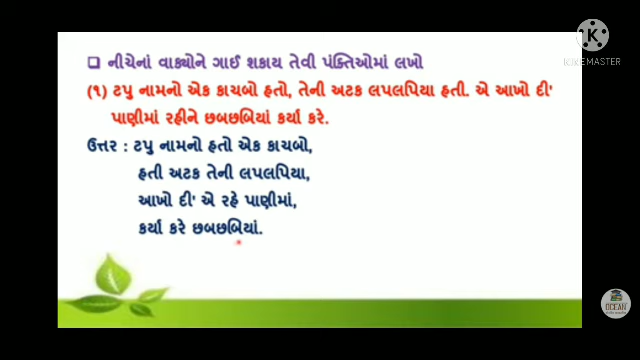 ❑ નીચેનાં વાક્યોને ગાઈ શકાય તેવી પંક્તિઓમાં લખો
(૧) ટપુ નામનો એક કાચબો હતો, તેની અટક લપલપિયા હતી. એ આખો દી'
પાણીમાં રહીને છબછબિયાં કર્યા કરે.
ઉત્તર : ટપુ નામનો હતો એક કાચબો,
હતી અટક તેની લપલપિયા,
આખો દી' એ રહે પાણીમાં,
કર્યા કરે છબછબિયાં.
KINEMASTER
OCEAN